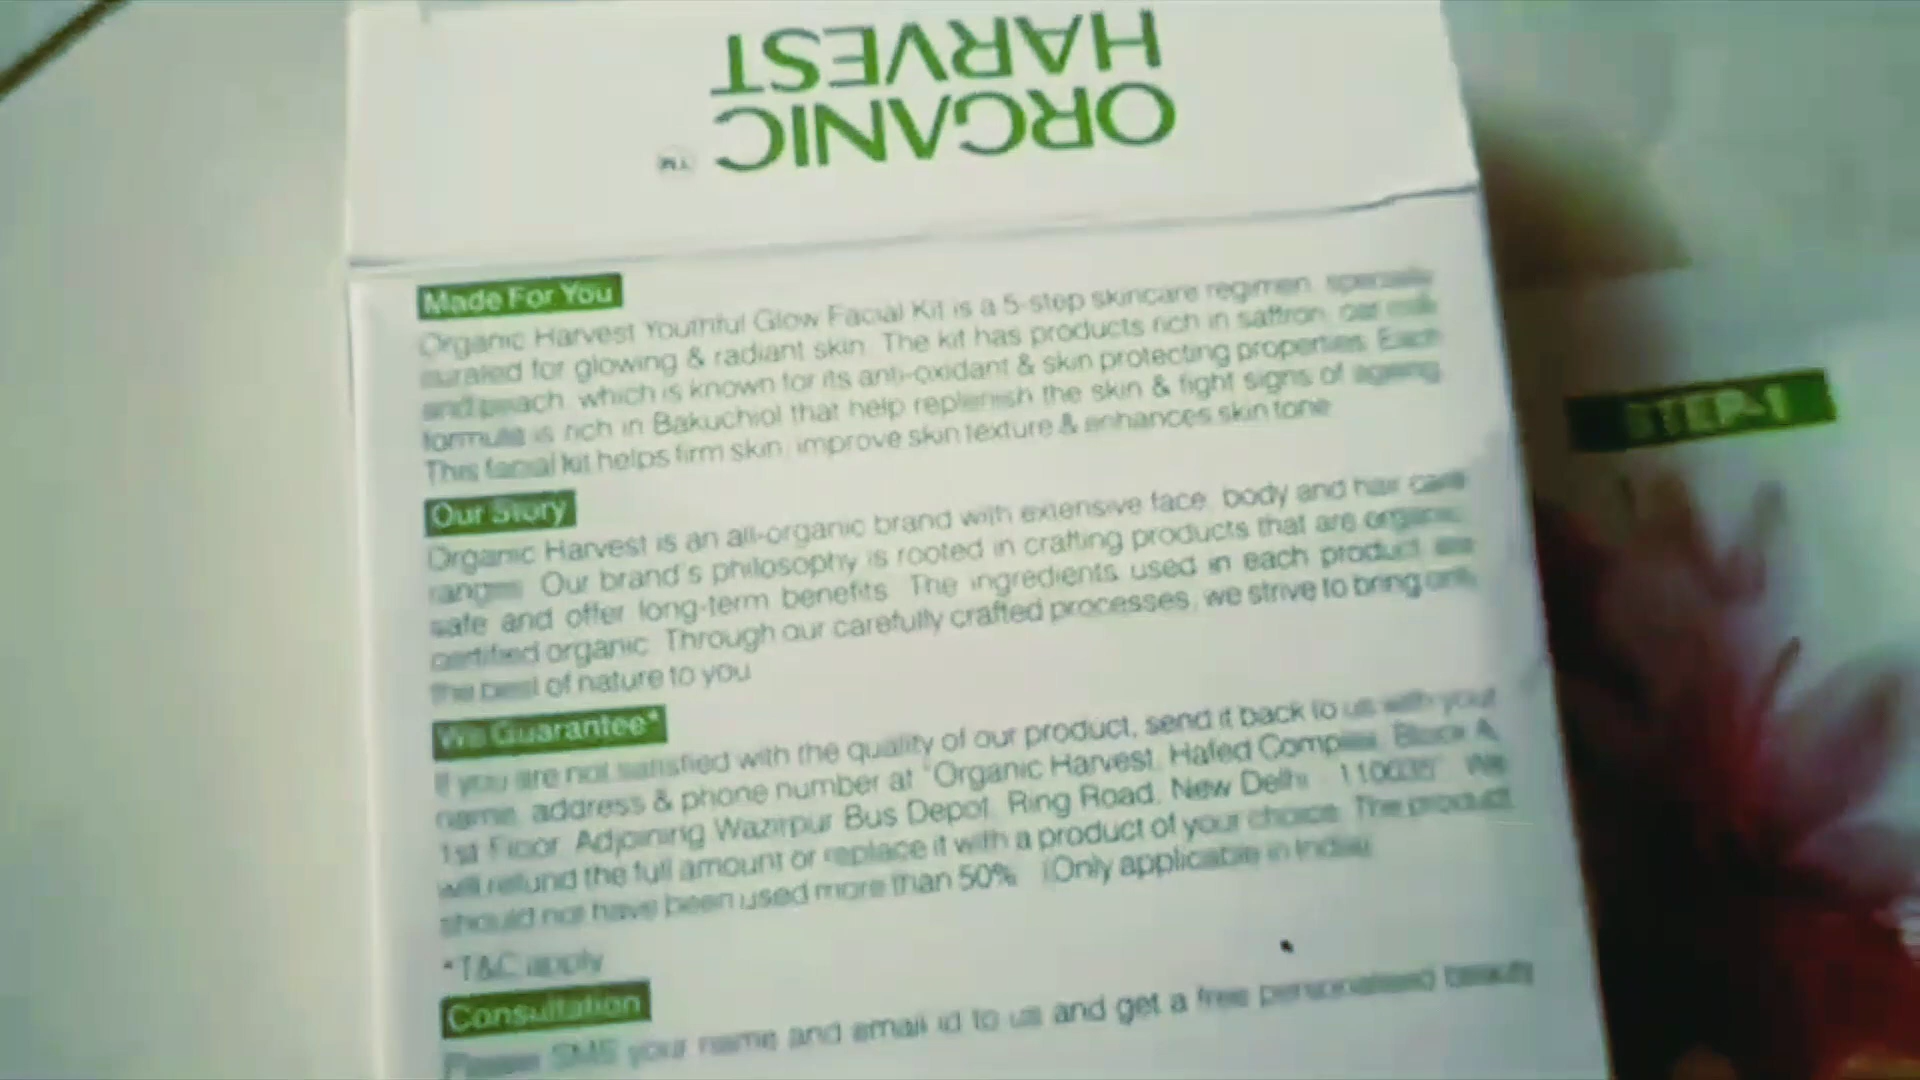 ORGANIC
HARVEST
TM
Made For You
Organic Harvest Youthful Glow Facial Kit is a 5-step skincare regimen, specially
curated for glowing & radiant skin. The kit has products rich in saffron, oat milk
and peach, which is known for its anti-oxidant & skin protecting properties. Each
formula is rich in Bakuchiol that help replenish the skin & fight signs of ageing.
This facial kit helps firm skin, improve skin texture & enhances skin tone.
Our Story
Organic Harvest is an all-organic brand with extensive face, body and hair care
ranges. Our brand's philosophy is rooted in crafting products that are organic,
safe and offer long-term benefits. The ingredients used in each product are
certified organic. Through our carefully crafted processes, we strive to bring only
the best of nature to you.
We Guarantee*
If you are not satisfied with the quality of our product, send it back to us with your
name, address & phone number at "Organic Harvest, Hafed Complex, Block A,
1st Floor, Adjoining Wazirpur Bus Depot, Ring Road, New Delhi - 110035". We
will refund the full amount or replace it with a product of your choice. The product
should not have been used more than 50%. (Only applicable in India)
*T&C apply
Consultation
Please SMS your name and email id to us and get a free personalised beauty
STEP-1